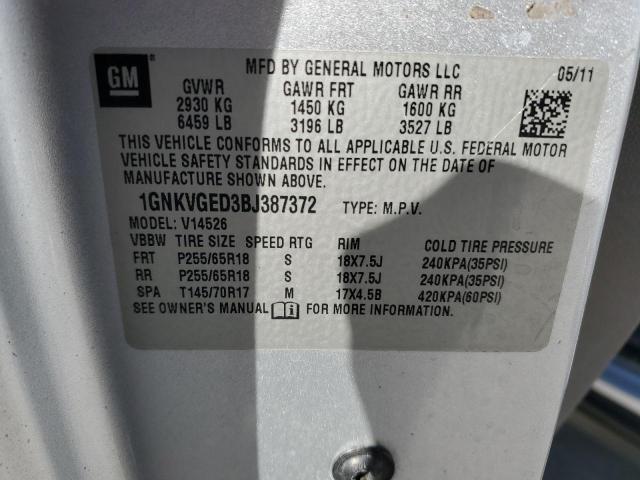 GM
MFD BY GENERAL MOTORS LLC 05/11
GVWR GAWR FRT GAWR RR
2930 KG 1450 KG 1600 KG
6459 LB 3196 LB 3527 LB
THIS VEHICLE CONFORMS TO ALL APPLICABLE U.S. FEDERAL MOTOR
VEHICLE SAFETY STANDARDS IN EFFECT ON THE DATE OF
MANUFACTURE SHOWN ABOVE.
1GNKVGED3BJ387372 TYPE: M.P.V.
MODEL: V14526
VBBW TIRE SIZE SPEED RTG RIM COLD TIRE PRESSURE
FRT P255/65R18 S 18X7.5J 240KPA(35PSI)
RR P255/65R18 S 18X7.5J 240KPA(35PSI)
SPA T145/70R17 M 17X4.5B 420KPA(60PSI)
SEE OWNER'S MANUAL FOR MORE INFORMATION.